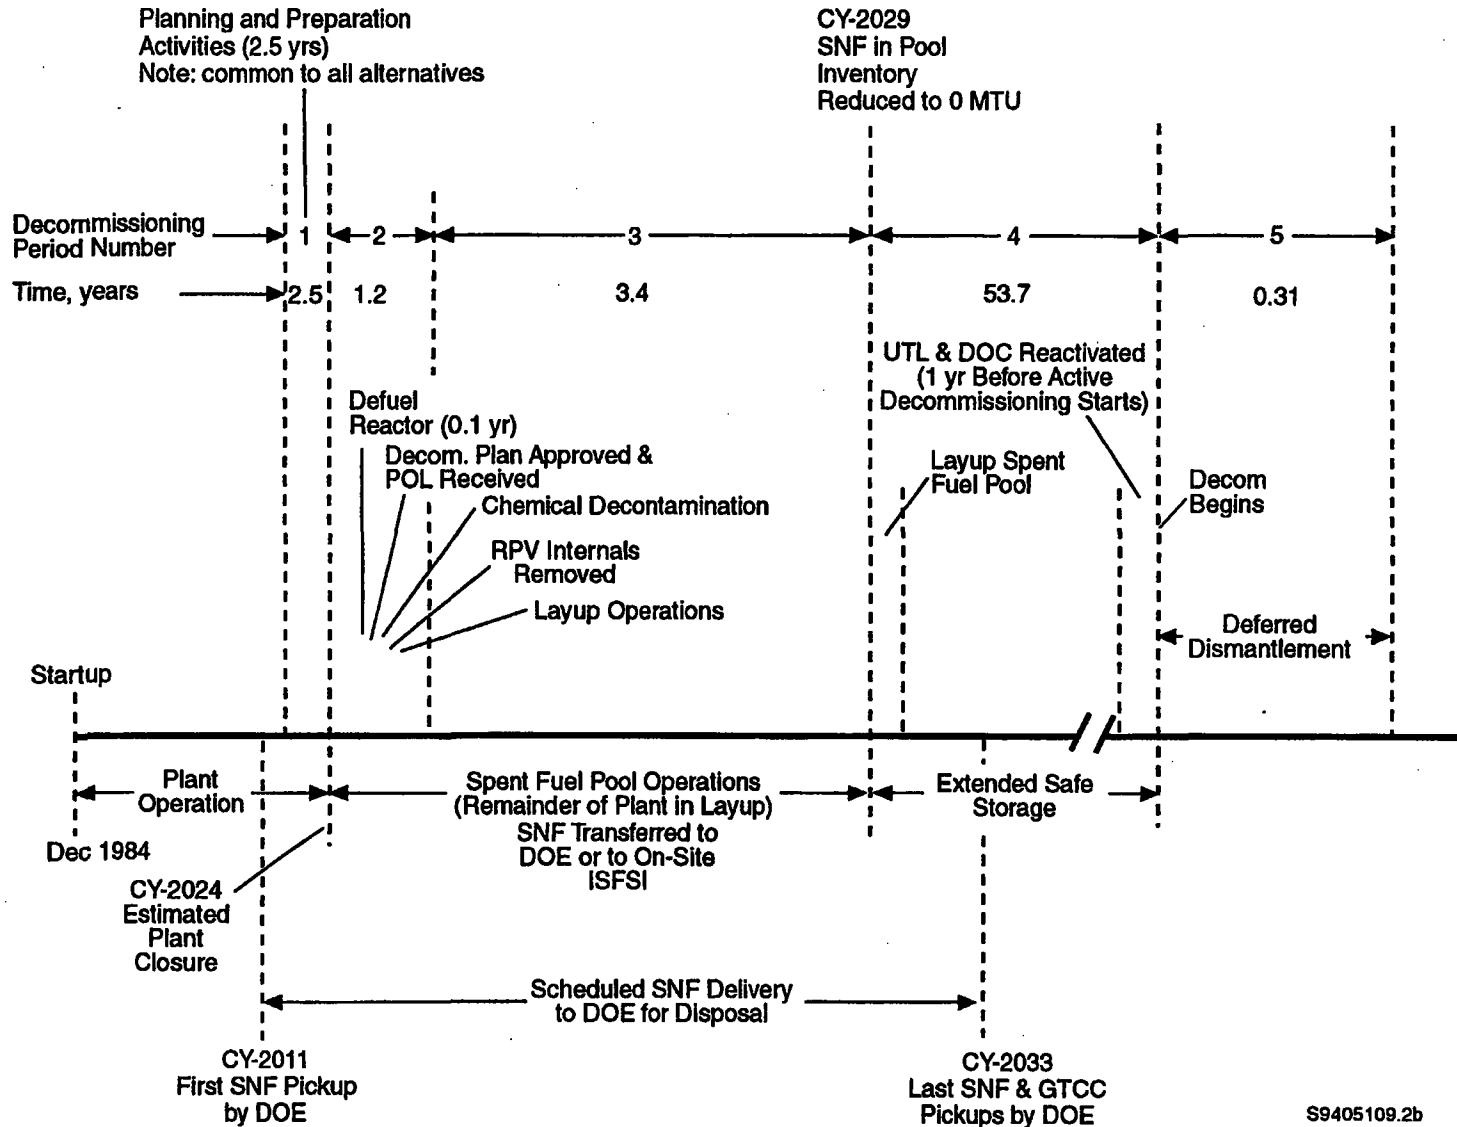 Planning and Preparation
Activities (2.5 yrs)
Note: common to all alternatives
CY-2029
SNF in Pool
Inventory
Reduced to 0 MTU
Decommissioning
Period Number
1
2
3
4
5
Time, years
2.5
1.2
3.4
53.7
0.31
UTL & DOC Reactivated
(1 yr Before Active
Decommissioning Starts)
Defuel
Reactor (0.1 yr)
Decom. Plan Approved &
POL Received
Chemical Decontamination
RPV Internals
Removed
Layup Operations
Layup Spent
Fuel Pool
Decom
Begins
Deferred
Dismantlement
Startup
Plant
Operation
Spent Fuel Pool Operations
(Remainder of Plant in Layup)
SNF Transferred to
DOE or to On-Site
ISFSI
Extended Safe
Storage
Dec 1984
CY-2024
Estimated
Plant
Closure
Scheduled SNF Delivery
to DOE for Disposal
CY-2011
First SNF Pickup
by DOE
CY-2033
Last SNF & GTCC
Pickups by DOE
S9405109.2b